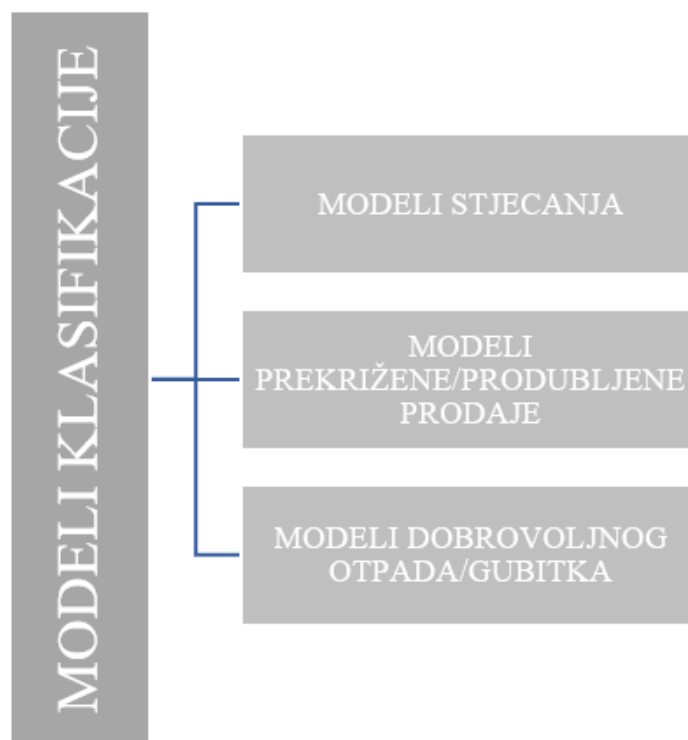 MODELI KLASIFIKACIJE
MODELI STJECANJA
MODELI
PREKRIŽENE/PRODUBLJENE
PRODAJE
MODELI DOBROVOLJNOG
OTPADA/GUBITKA